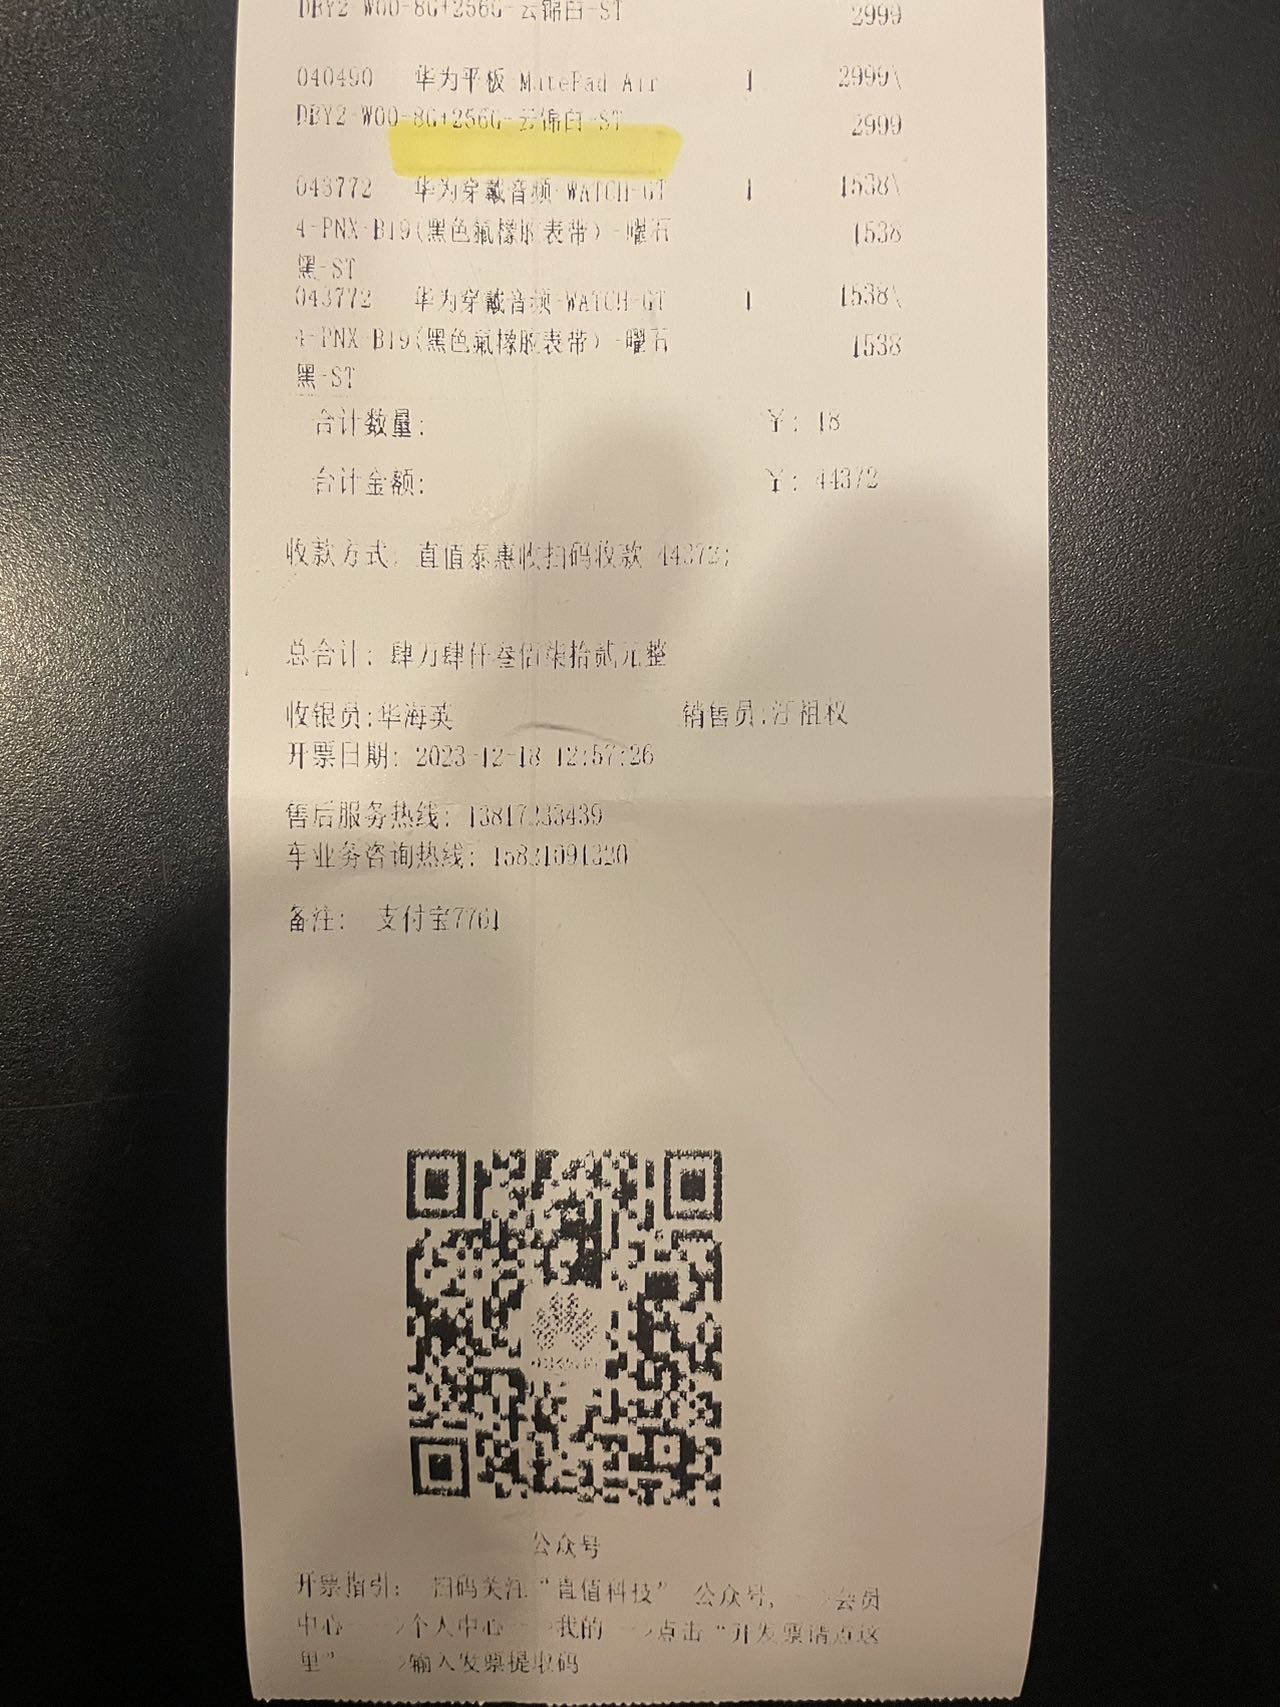 DBY2-W00-8G+256G-云锦白-ST 2999
040490 华为平板-MatePad Air 1 2999\
DBY2-W00-8G+256G-云锦白-ST 2999
043772 华为穿戴音频-WATCH-GT 1 1538\
4-PNX-B19(黑色氟橡胶表带)-曜石 1538
黑-ST
043772 华为穿戴音频-WATCH-GT 1 1538\
4-PNX-B19(黑色氟橡胶表带)-曜石 1538
黑-ST
合计数量: ¥: 18
合计金额: ¥: 44372
收款方式: 直值泰惠收扫码收款 44372;
总合计: 肆万肆仟叁佰柒拾贰元整
收银员:华海英 销售员:汪祖权
开票日期: 2023-12-18 12:57:26
售后服务热线: 13817233439
车业务咨询热线:
备注: 支付宝7761
公众号
开票指引: 扫码关注“直值科技” 公众号,-->会员
中心-->个人中心-->我的-->点击“开发票请点这
里”-->输入发票提取码